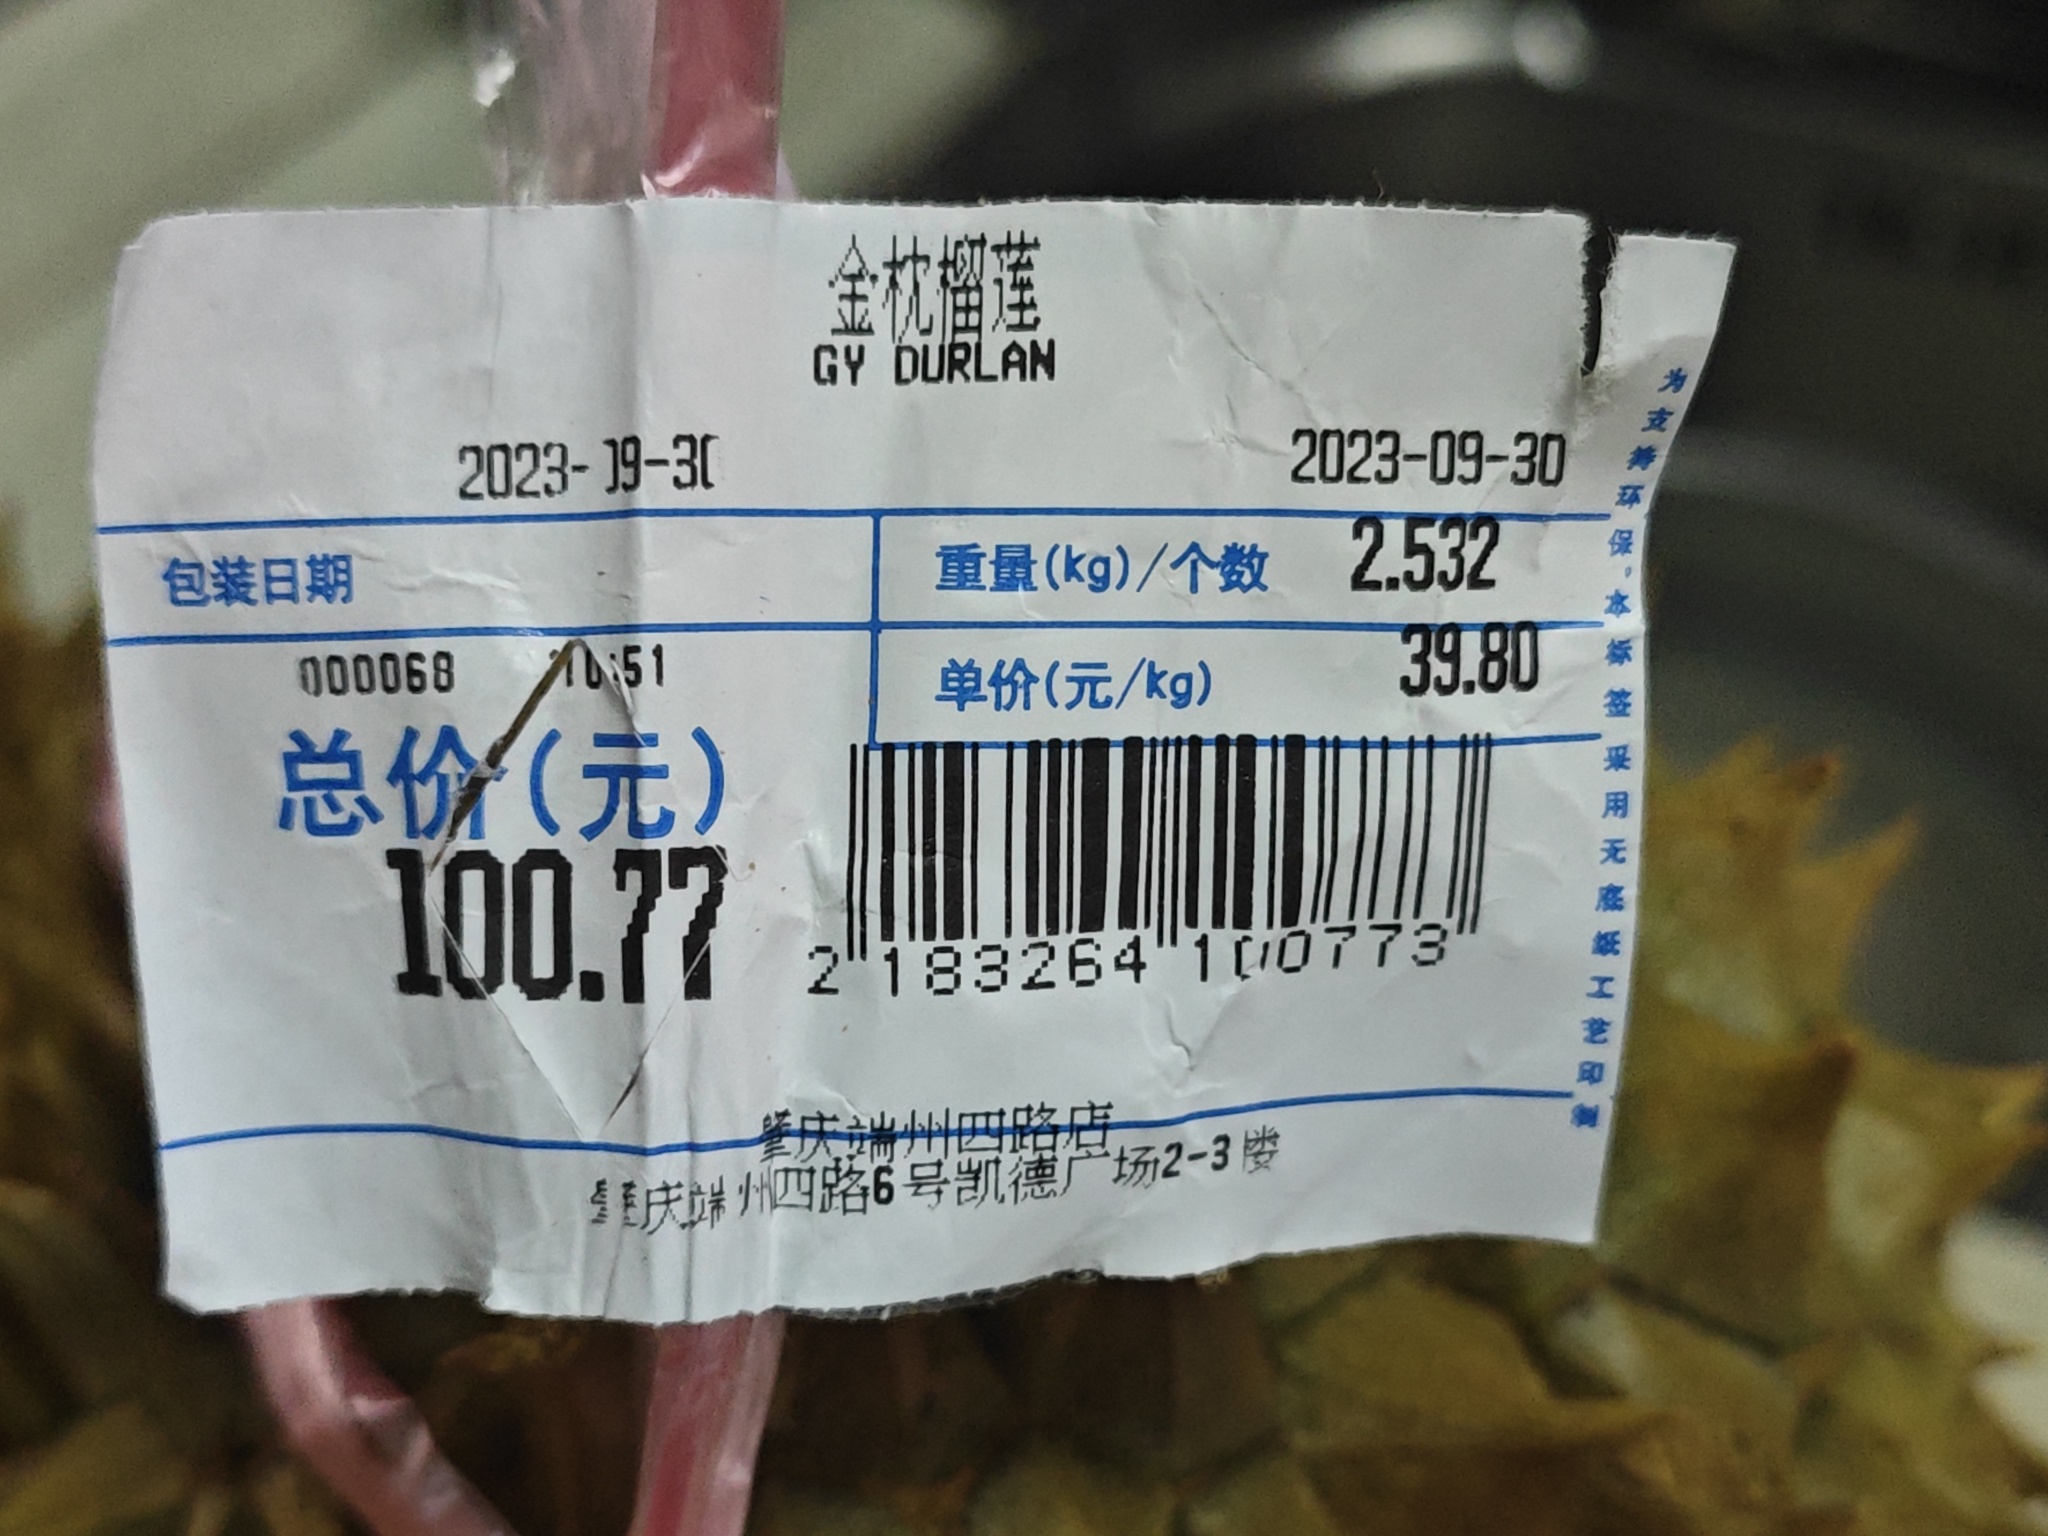 金枕榴莲
GY DURLAN
2023-09-30 2023-09-30
包装日期
重量(kg)/个数 2.532
000068 10:51
单价(元/kg) 39.80
总价(元)
100.77
2 183264 100773
肇庆端州四路店
肇庆端州四路6号凯德广场2-3楼
为支持环保,本标签采用无底纸工艺印制